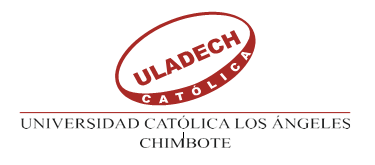 ULADECH
CATÓLICA
UNIVERSIDAD CATÓLICA LOS ÁNGELES
CHIMBOTE